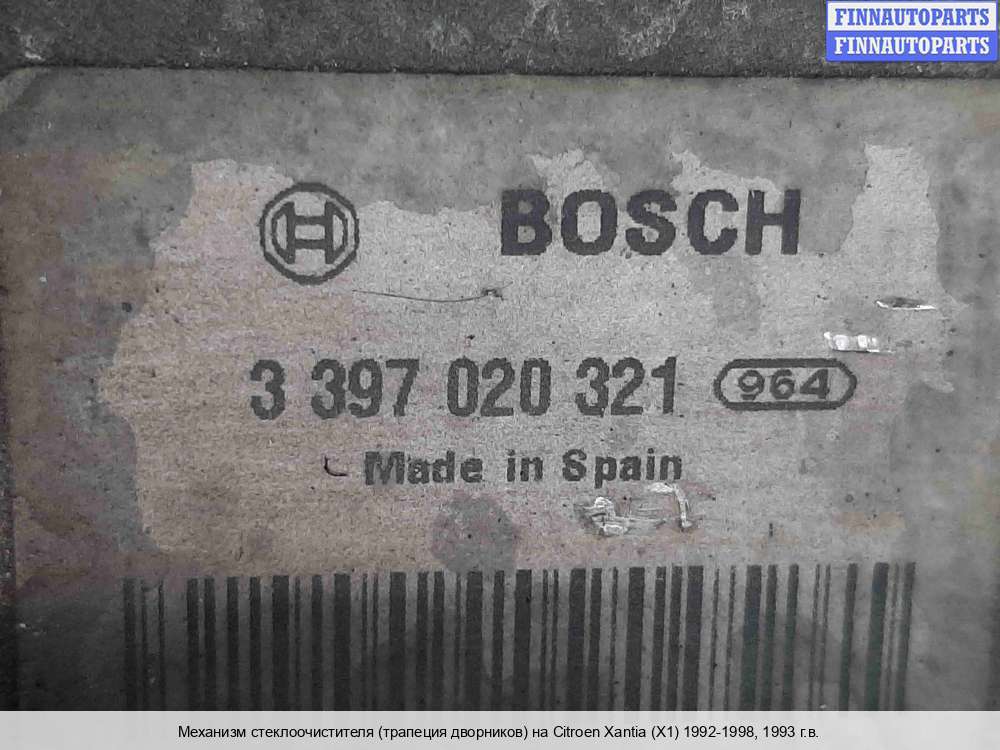 FINNAUTOPARTS
FINNAUTOPARTS
BOSCH
3 397 020 321 964
Made in Spain
Механизм стеклоочистителя (трапеция дворников) на Citroen Xantia (X1) 1992-1998, 1993 г.в.